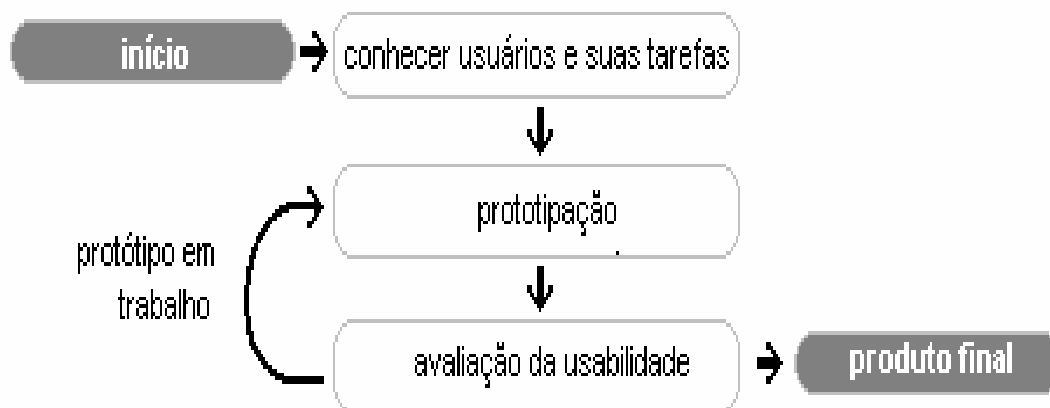 início
conhecer usuários e suas tarefas
prototipação
protótipo em
trabalho
avaliação da usabilidade
produto final